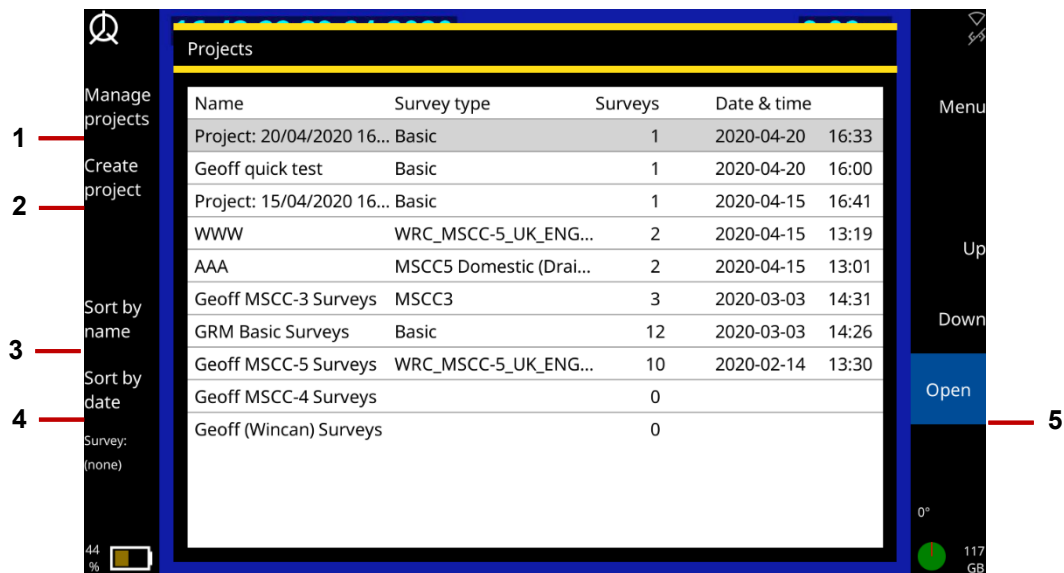 Projects
Manage
projects
Create
project
Sort by
name
Sort by
date
Survey:
(none)
44
%
1
2
3
4
Name Survey type Surveys Date & time
Project: 20/04/2020 16... Basic 1 2020-04-20 16:33
Geoff quick test Basic 1 2020-04-20 16:00
Project: 15/04/2020 16... Basic 1 2020-04-15 16:41
WWW WRC_MSCC-5_UK_ENG... 2 2020-04-15 13:19
AAA MSCC5 Domestic (Drai... 2 2020-04-15 13:01
Geoff MSCC-3 Surveys MSCC3 3 2020-03-03 14:31
GRM Basic Surveys Basic 12 2020-03-03 14:26
Geoff MSCC-5 Surveys WRC_MSCC-5_UK_ENG... 10 2020-02-14 13:30
Geoff MSCC-4 Surveys 0
Geoff (Wincan) Surveys 0
Menu
Up
Down
Open
5
0°
117
GB